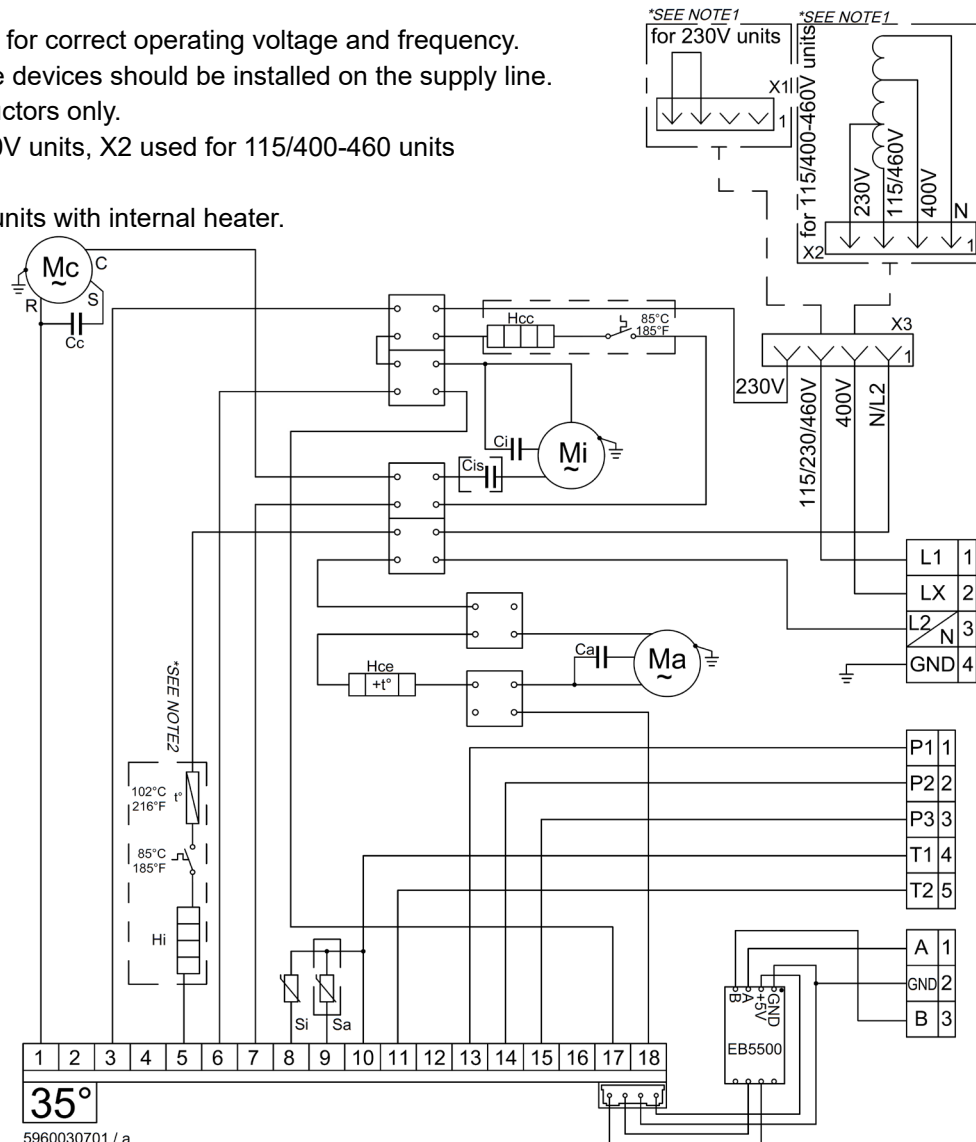 for correct operating voltage and frequency.
devices should be installed on the supply line.
only.
units, X2 used for 115/400-460 units
units with internal heater.
*SEE NOTE1
for 230V units
X1
1
*SEE NOTE1
for 115/400-460V units
230V
115/460V
400V
N
X2
1
X3
1
230V
115/230/460V
400V
N/L2
Mc
~
C
R
S
Cc
Hcc
85°C
185°F
Ci
Mi
~
Cis
L1 1
LX 2
L2/N 3
GND 4
Hce
+t°
Ca
Ma
~
*SEE NOTE2
102°C
216°F
t°
85°C
185°F
Hi
P1 1
P2 2
P3 3
T1 4
T2 5
A 1
GND 2
B 3
Si
Sa
B A +5V GND
EB5500
1 2 3 4 5 6 7 8 9 10 11 12 13 14 15 16 17 18
35°
5960030701 / a